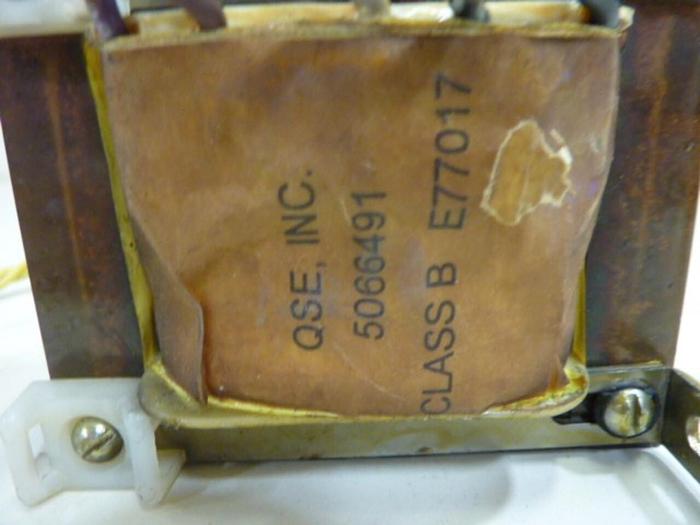 QSE, INC.
5066491
CLASS B E77017